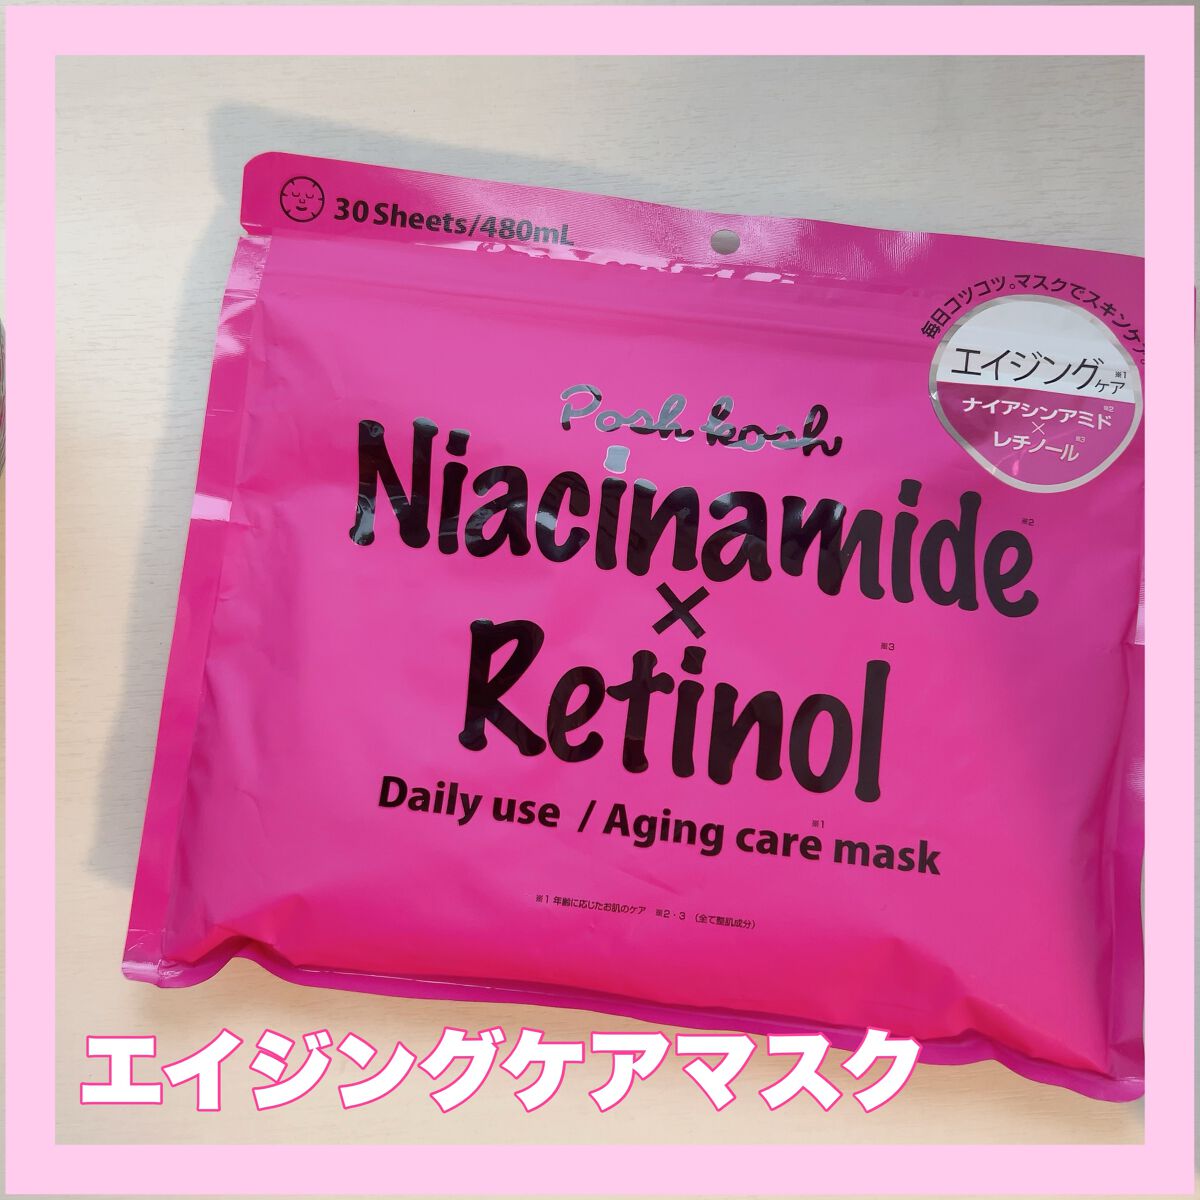 30 Sheets/480mL
毎日コツコツ。マスクでスキンケア。
エイジングケア※1
ナイアシンアミド※2
×
レチノール※3
Posh kosh
Niacinamide※2
×
Retinol※3
Daily use / Aging care※1 mask
※1 年齢に応じたお肌のケア ※2・3 (全て整肌成分)
エイジングケアマスク